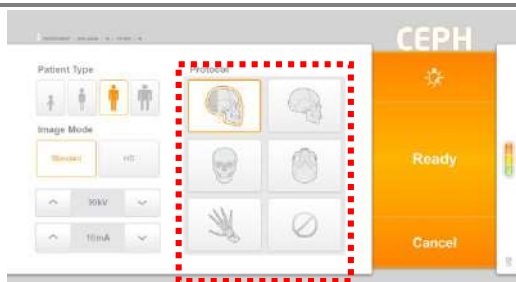 CEPH
Patient Type
Protocol
Image Mode
Standard
HD
Ready
90kV
10mA
Cancel